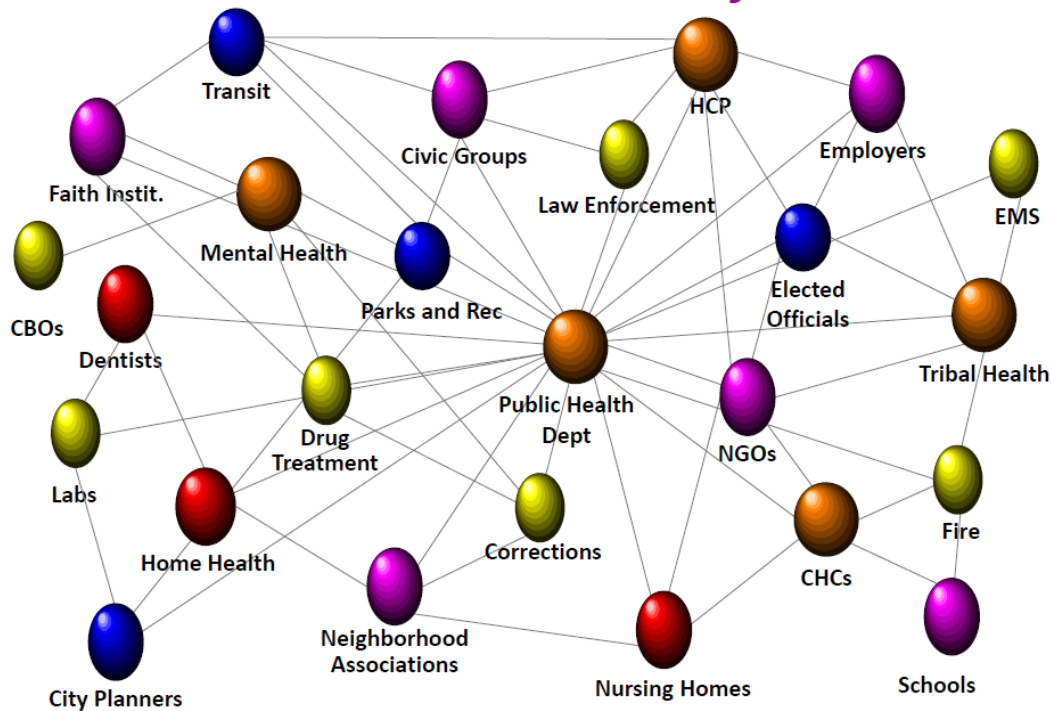 Transit
HCP
Civic Groups
Employers
Faith Instit.
Law Enforcement
EMS
Mental Health
Parks and Rec
Elected
Officials
CBOs
Dentists
Tribal Health
Public Health
Dept
Drug
Treatment
NGOs
Labs
Home Health
Corrections
CHCs
Fire
Neighborhood
Associations
City Planners
Nursing Homes
Schools